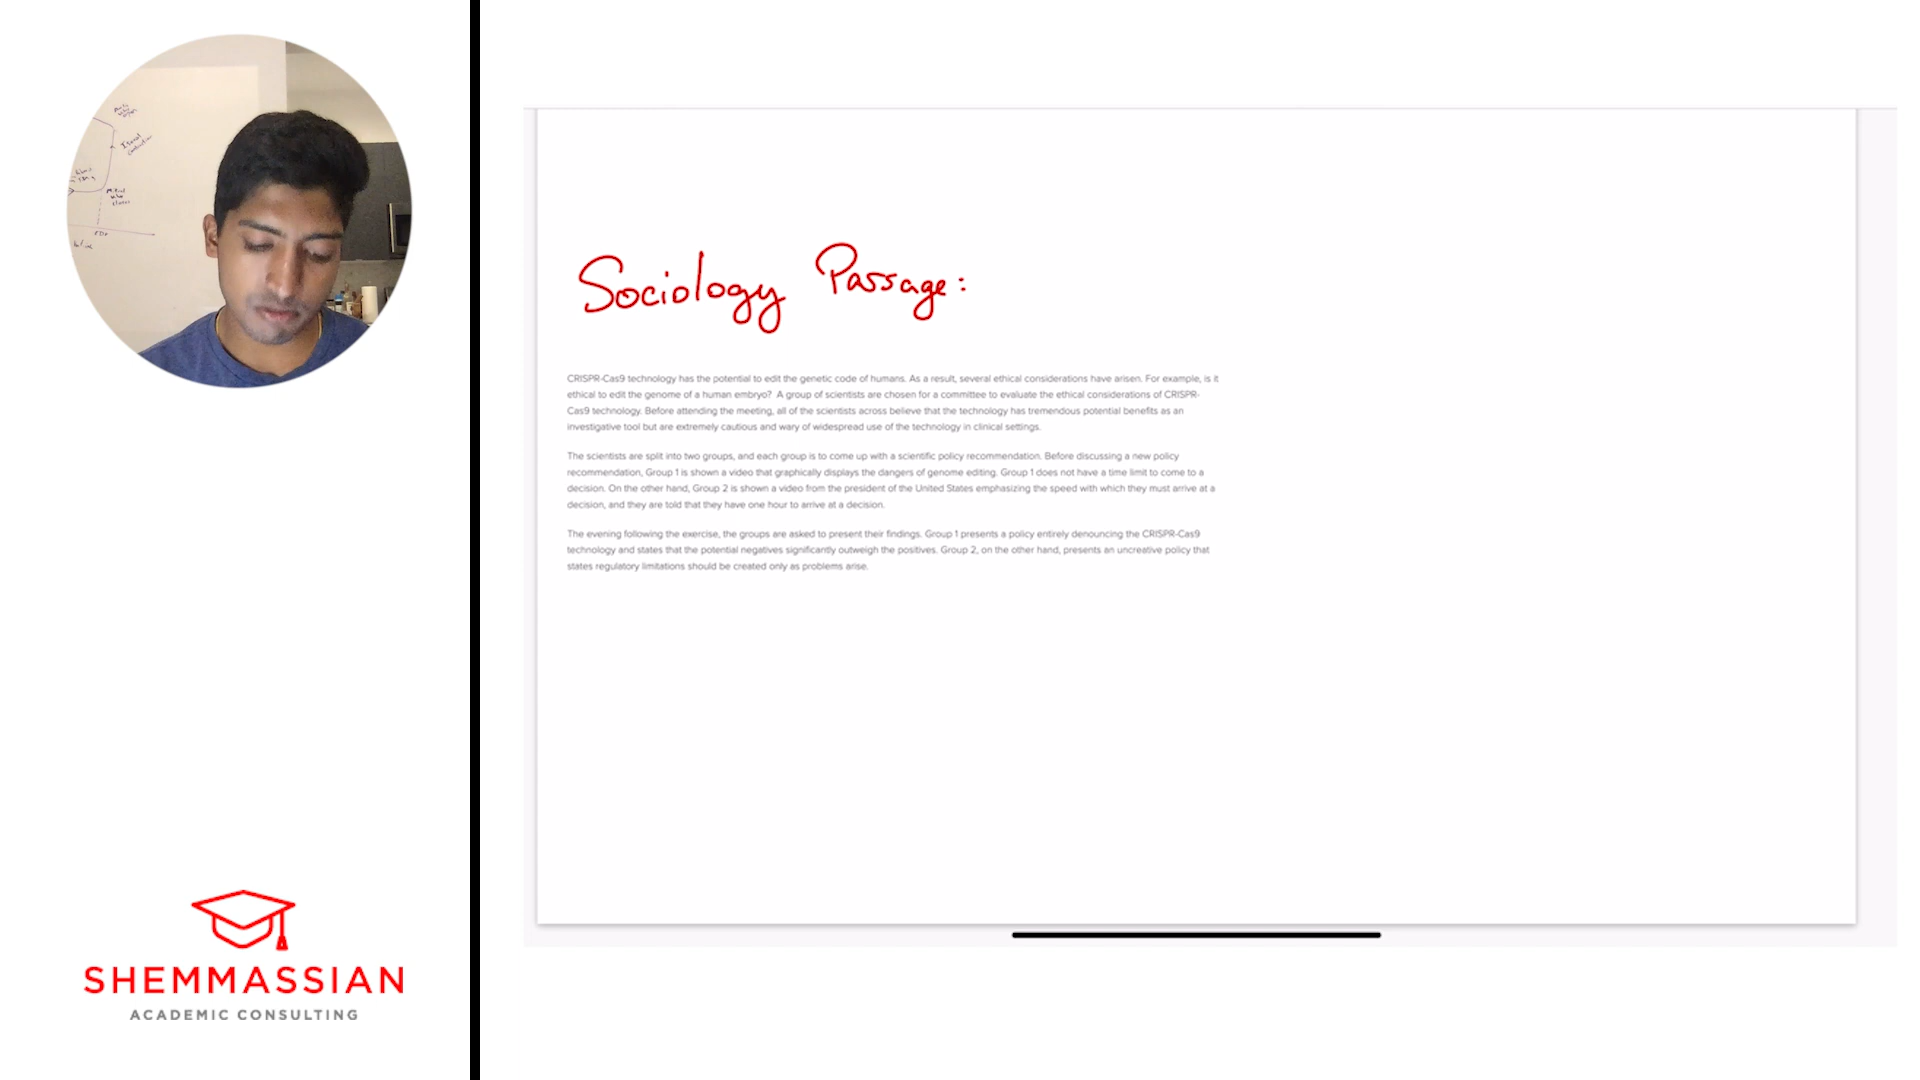 Sociology Passage:
CRISPR-Cas9 technology has the potential to edit the genetic code of humans. As a result, several ethical considerations have arisen. For example, is it
ethical to edit the genome of a human embryo? A group of scientists are chosen for a committee to evaluate the ethical considerations of CRISPR-
Cas9 technology. Before attending the meeting, all of the scientists across believe that the technology has tremendous potential benefits as an
investigative tool but are extremely cautious and wary of widespread use of the technology in clinical settings.
The scientists are split into two groups, and each group is to come up with a scientific policy recommendation. Before discussing a new policy
recommendation, Group 1 is shown a video that graphically displays the dangers of genome editing. Group 1 does not have a time limit to come to a
decision. On the other hand, Group 2 is shown a video from the president of the United States emphasizing the speed with which they must arrive at a
decision, and they are told that they have one hour to arrive at a decision.
The evening following the exercise, the groups are asked to present their findings. Group 1 presents a policy entirely denouncing the CRISPR-Cas9
technology and states that the potential negatives significantly outweigh the positives. Group 2, on the other hand, presents an uncreative policy that
states regulatory limitations should be created only as problems arise.
SHEMMASSIAN
ACADEMIC CONSULTING